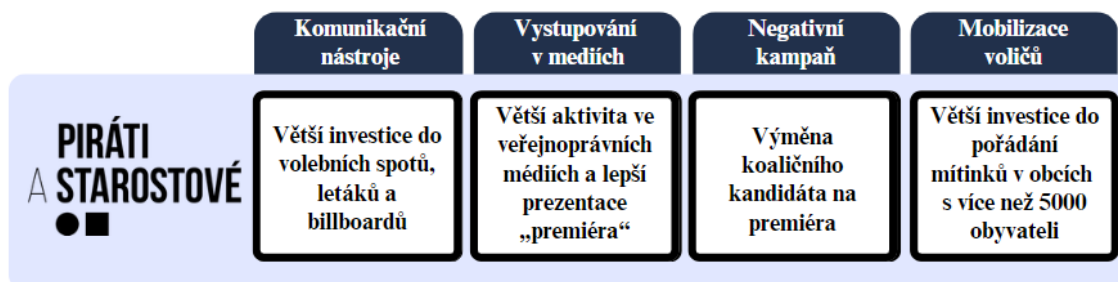 Komunikační
nástroje
Vystupování
v mediích
Negativní
kampaň
Mobilizace
voličů
PIRÁTI
A STAROSTOVÉ
Větší investice do
volebních spotů,
letáků a
billboardů
Větší aktivita ve
veřejnoprávních
médiích a lepší
prezentace
„premiéra“
Výměna
koaličního
kandidáta na
premiéra
Větší investice do
pořádání
mítinků v obcích
s více než 5000
obyvateli